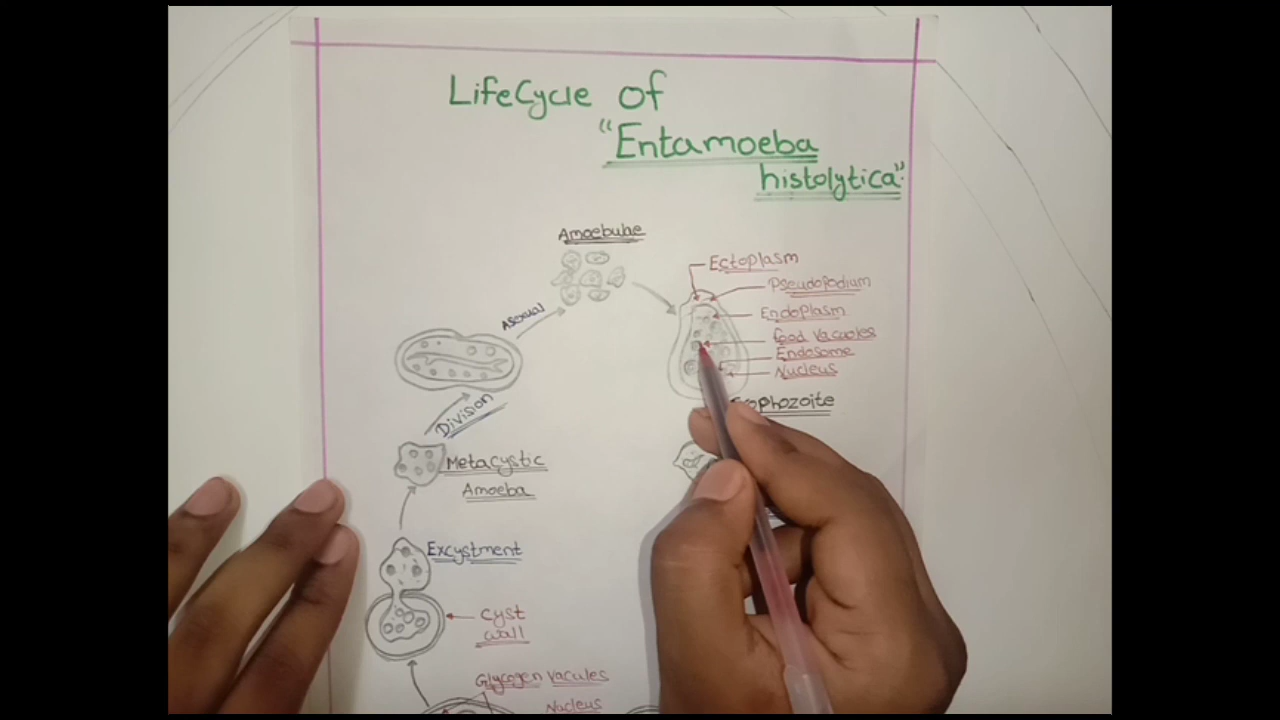 LifeCycle of
"Entamoeba
histolytica".
Amoebulae
Ectoplasm
Pseudopodium
Endoplasm
Food Vacuoles
Endosome
Nucleus
Asexual
Division
Metacystic
Amoeba
Excystment
Cyst
wall
Glycogen Vacules
Nucleus